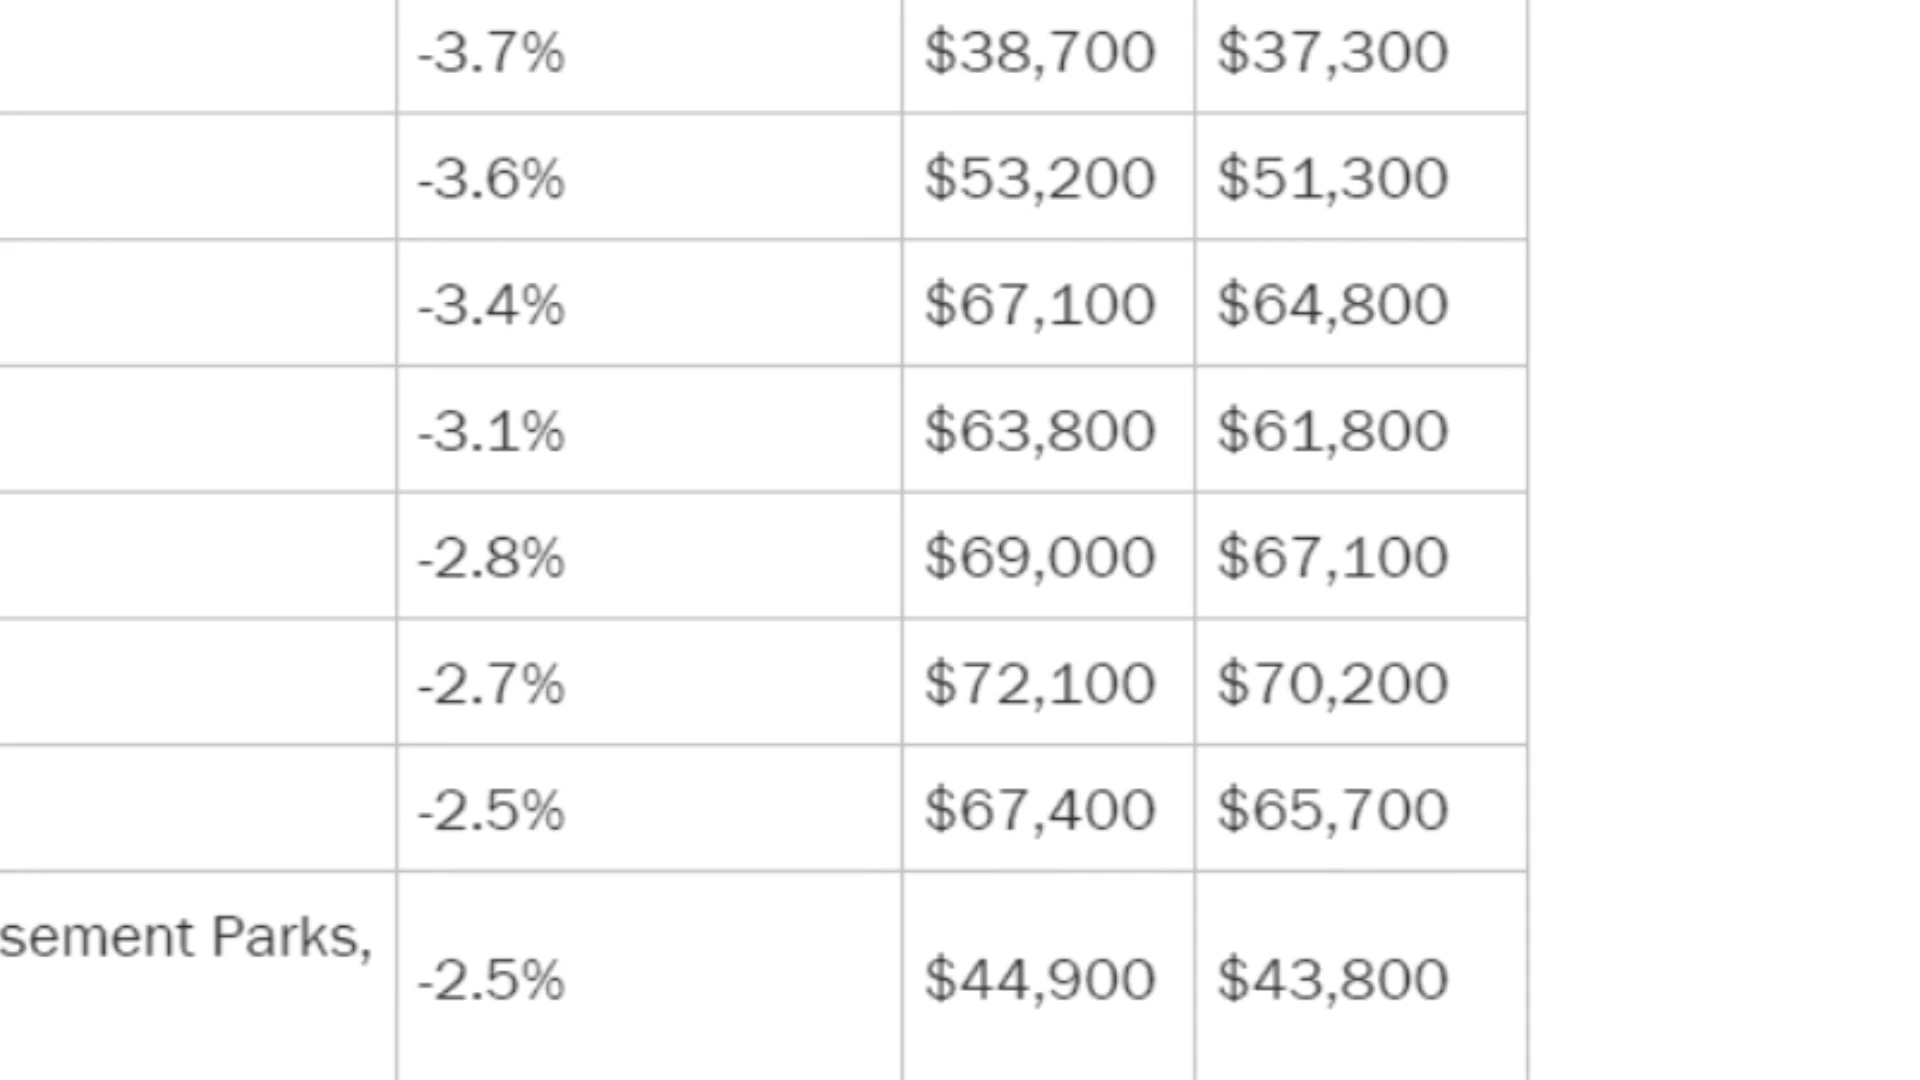 -3.7% $38,700 $37,300
-3.6% $53,200 $51,300
-3.4% $67,100 $64,800
-3.1% $63,800 $61,800
-2.8% $69,000 $67,100
-2.7% $72,100 $70,200
-2.5% $67,400 $65,700
sement Parks,
-2.5% $44,900 $43,800